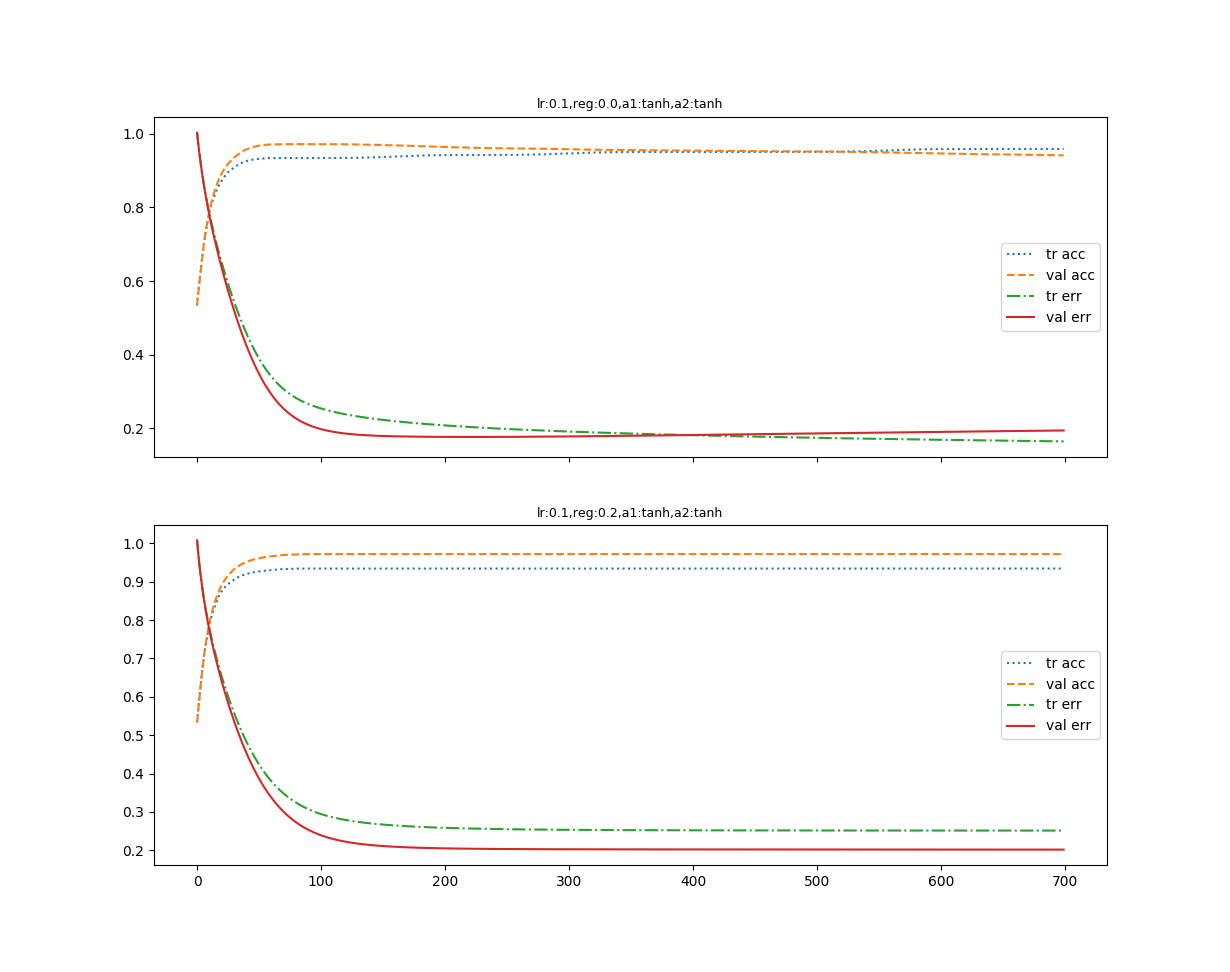 lr:0.1,reg:0.0,a1:tanh,a2:tanh
1.0
0.8
0.6
0.4
0.2
tr acc
val acc
tr err
val err
lr:0.1,reg:0.2,a1:tanh,a2:tanh
1.0
0.9
0.8
0.7
0.6
0.5
0.4
0.3
0.2
tr acc
val acc
tr err
val err
0 100 200 300 400 500 600 700